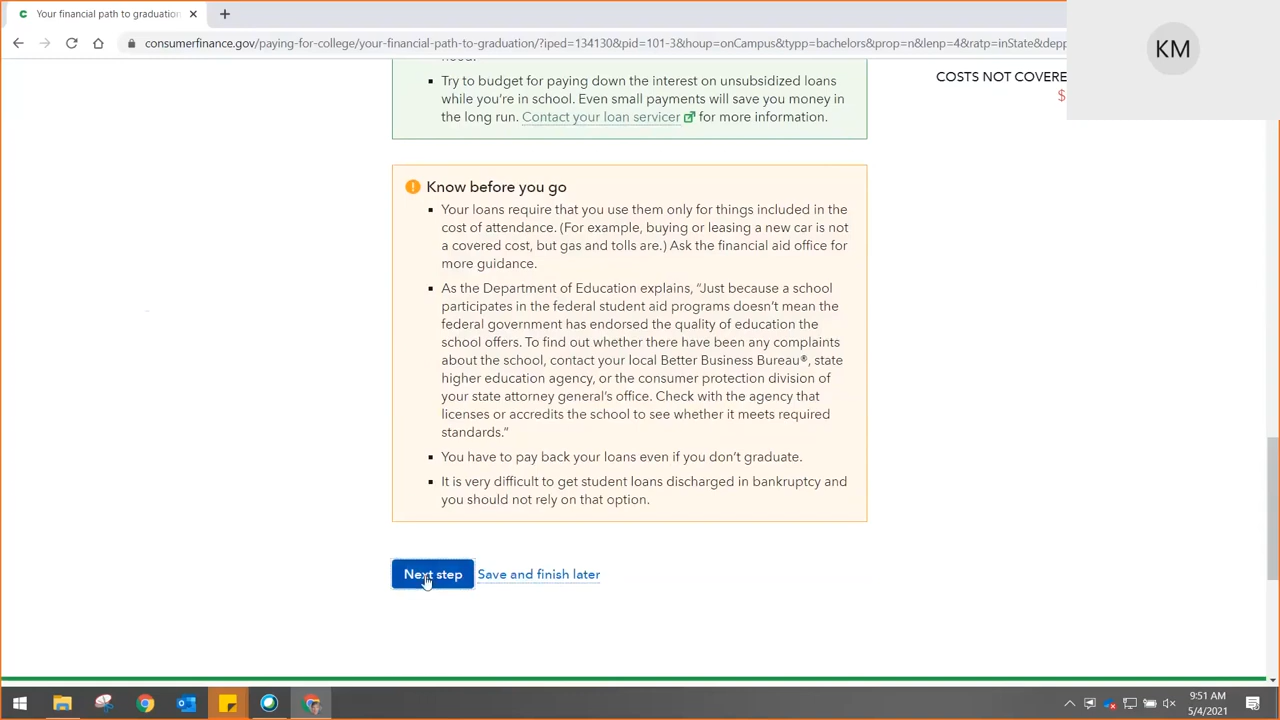 Your financial path to graduation
consumerfinance.gov/paying-for-college/your-financial-path-to-graduation/?iped=134130&pid=101-3&houp=onCampus&typp=bachelors&prop=n&lenp=4&ratp=inState&depp
KM
COSTS NOT COVERE
$
Try to budget for paying down the interest on unsubsidized loans
while you're in school. Even small payments will save you money in
the long run. Contact your loan servicer for more information.
Know before you go
Your loans require that you use them only for things included in the
cost of attendance. (For example, buying or leasing a new car is not
a covered cost, but gas and tolls are.) Ask the financial aid office for
more guidance.
As the Department of Education explains, “Just because a school
participates in the federal student aid programs doesn’t mean the
federal government has endorsed the quality of education the
school offers. To find out whether there have been any complaints
about the school, contact your local Better Business Bureau®, state
higher education agency, or the consumer protection division of
your state attorney general’s office. Check with the agency that
licenses or accredits the school to see whether it meets required
standards.”
You have to pay back your loans even if you don’t graduate.
It is very difficult to get student loans discharged in bankruptcy and
you should not rely on that option.
Next step Save and finish later
9:51 AM
5/4/2021